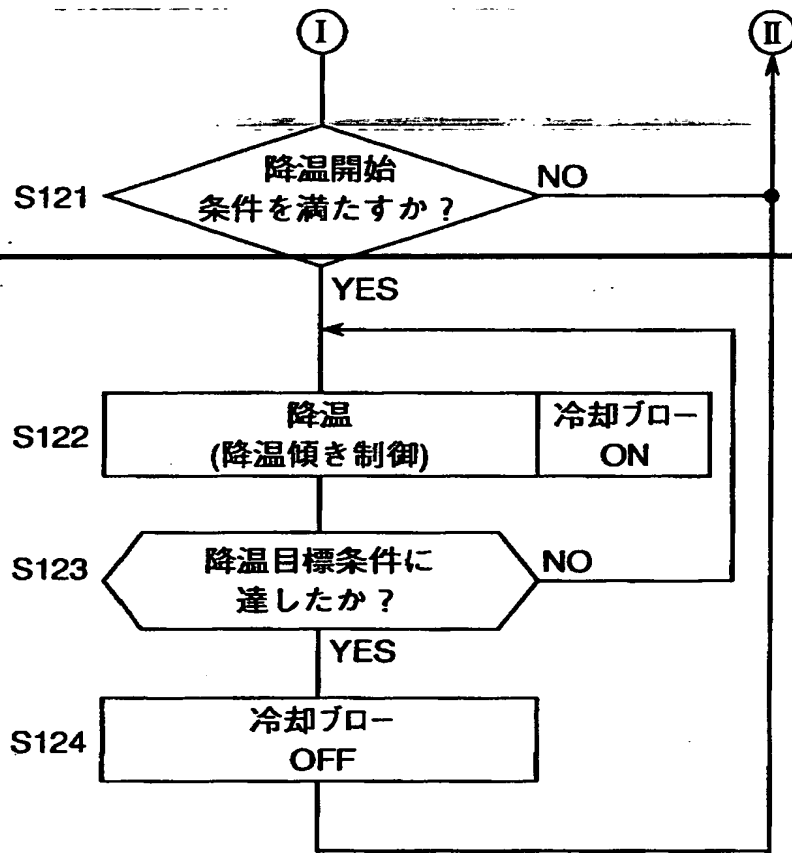 I
II
降温開始
条件を満たすか?
S121
NO
YES
S122
降温
(降温傾き制御)
冷却ブロー
ON
S123
降温目標条件に
達したか?
NO
YES
S124
冷却ブロー
OFF